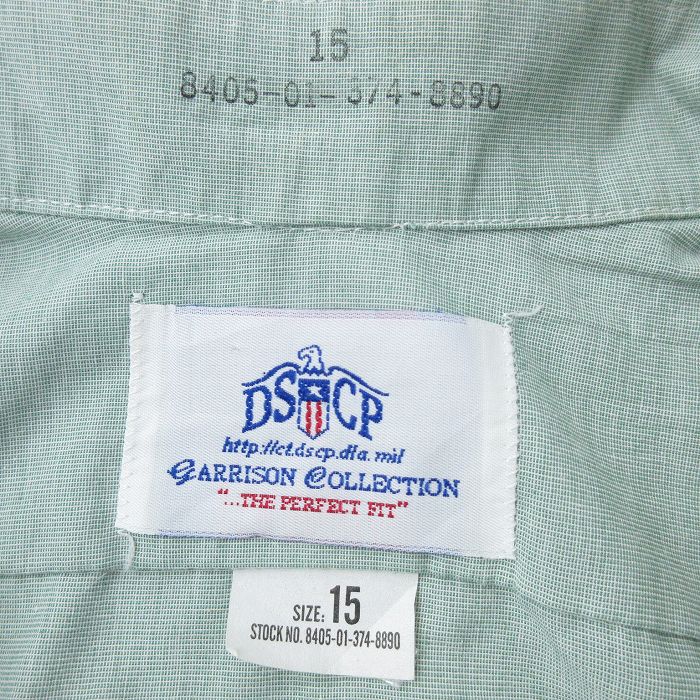 15
8405-01-374-8890
DSCP
http://ct.dscp.dla.mil
GARRISON COLLECTION
"...THE PERFECT FIT"
SIZE: 15
STOCK NO. 8405-01-374-8890